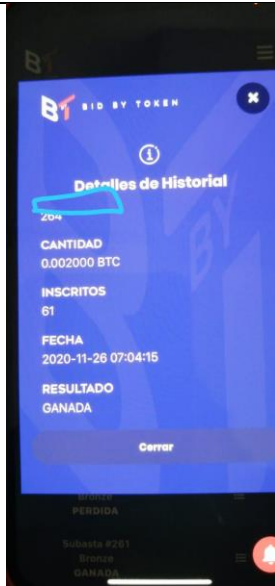 BID BY TOKEN
Detalles de Historial
264
CANTIDAD
0.002000 BTC
INSCRITOS
61
FECHA
2020-11-26 07:04:15
RESULTADO
GANADA
Cerrar
Bronze
PERDIDA
Subasta #261
Bronze
GANADA